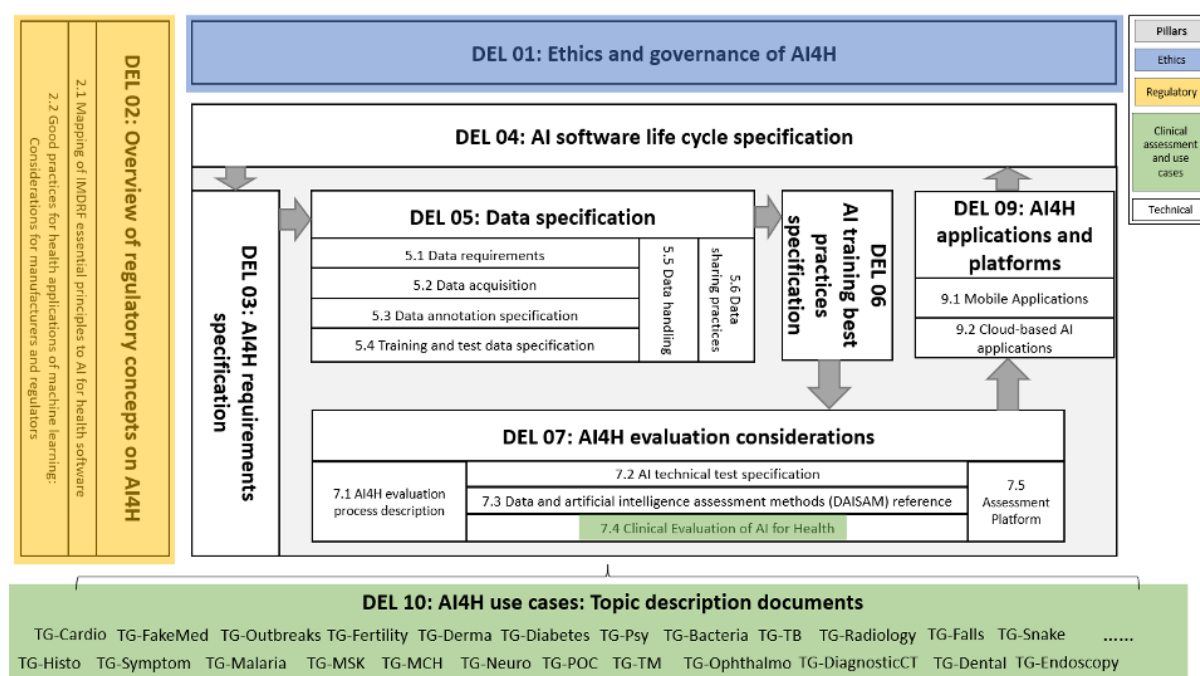 DEL 02: Overview of regulatory concepts on AI4H
2.1 Mapping of IMDRF essential principles to AI for health software
2.2 Good practices for health applications of machine learning:
Considerations for manufacturers and regulators
DEL 01: Ethics and governance of AI4H
Pillars
Ethics
Regulatory
Clinical
assessment
and use
cases
Technical
DEL 04: AI software life cycle specification
DEL 03: AI4H requirements
specification
DEL 05: Data specification
5.1 Data requirements
5.2 Data acquisition
5.3 Data annotation specification
5.4 Training and test data specification
5.5 Data handling
5.6 Data
sharing practices
DEL 06
AI training best
practices
specification
DEL 09: AI4H
applications and
platforms
9.1 Mobile Applications
9.2 Cloud-based AI
applications
DEL 07: AI4H evaluation considerations
7.1 AI4H evaluation
process description
7.2 AI technical test specification
7.3 Data and artificial intelligence assessment methods (DAISAM) reference
7.4 Clinical Evaluation of AI for Health
7.5
Assessment
Platform
DEL 10: AI4H use cases: Topic description documents
TG-Cardio TG-FakeMed TG-Outbreaks TG-Fertility TG-Derma TG-Diabetes TG-Psy TG-Bacteria TG-TB TG-Radiology TG-Falls TG-Snake ......
TG-Histo TG-Symptom TG-Malaria TG-MSK TG-MCH TG-Neuro TG-POC TG-TM TG-Ophthalmo TG-DiagnosticCT TG-Dental TG-Endoscopy